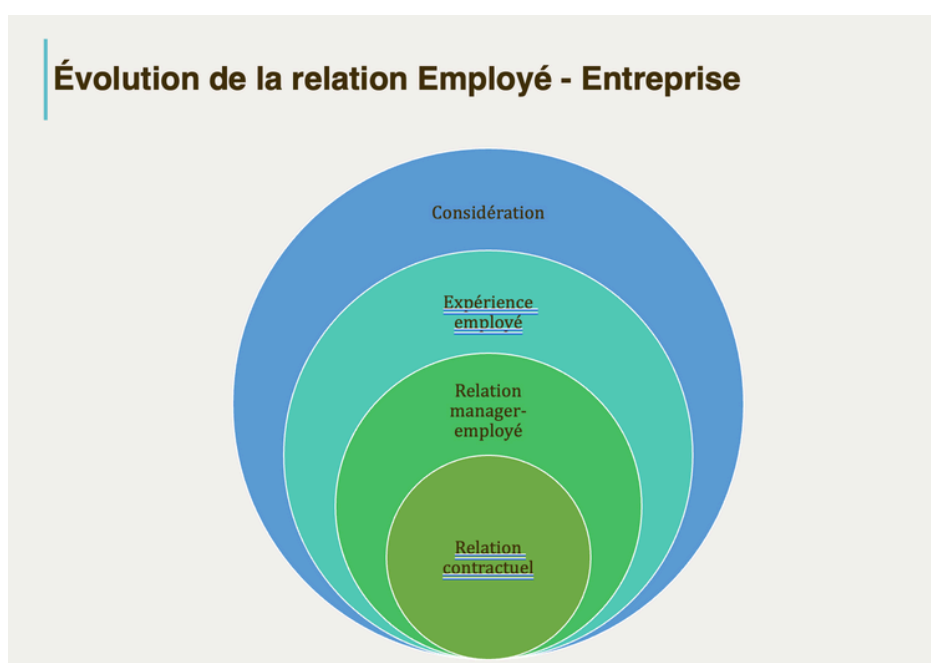 Évolution de la relation Employé - Entreprise
Considération
Expérience
employé
Relation
manager-
employé
Relation
contractuel